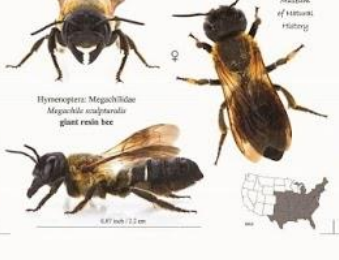 Museum
of Natural
History
♀
Hymenoptera: Megachilidae
Megachile sculpturalis
giant resin bee
0.87 inch / 2.2 cm